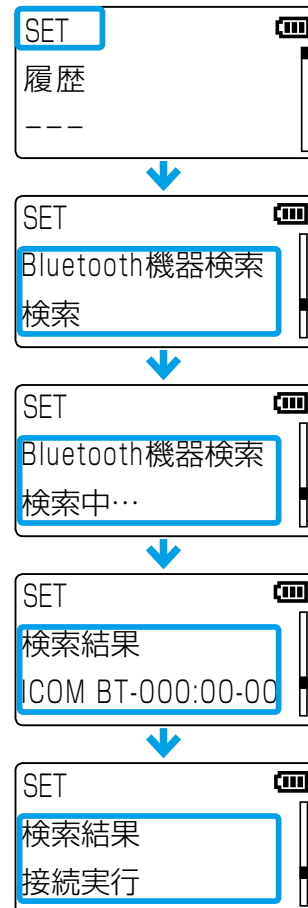 SET
履歴
---
SET
Bluetooth機器検索
検索
SET
Bluetooth機器検索
検索中…
SET
検索結果
ICOM BT-000:00-00
SET
検索結果
接続実行